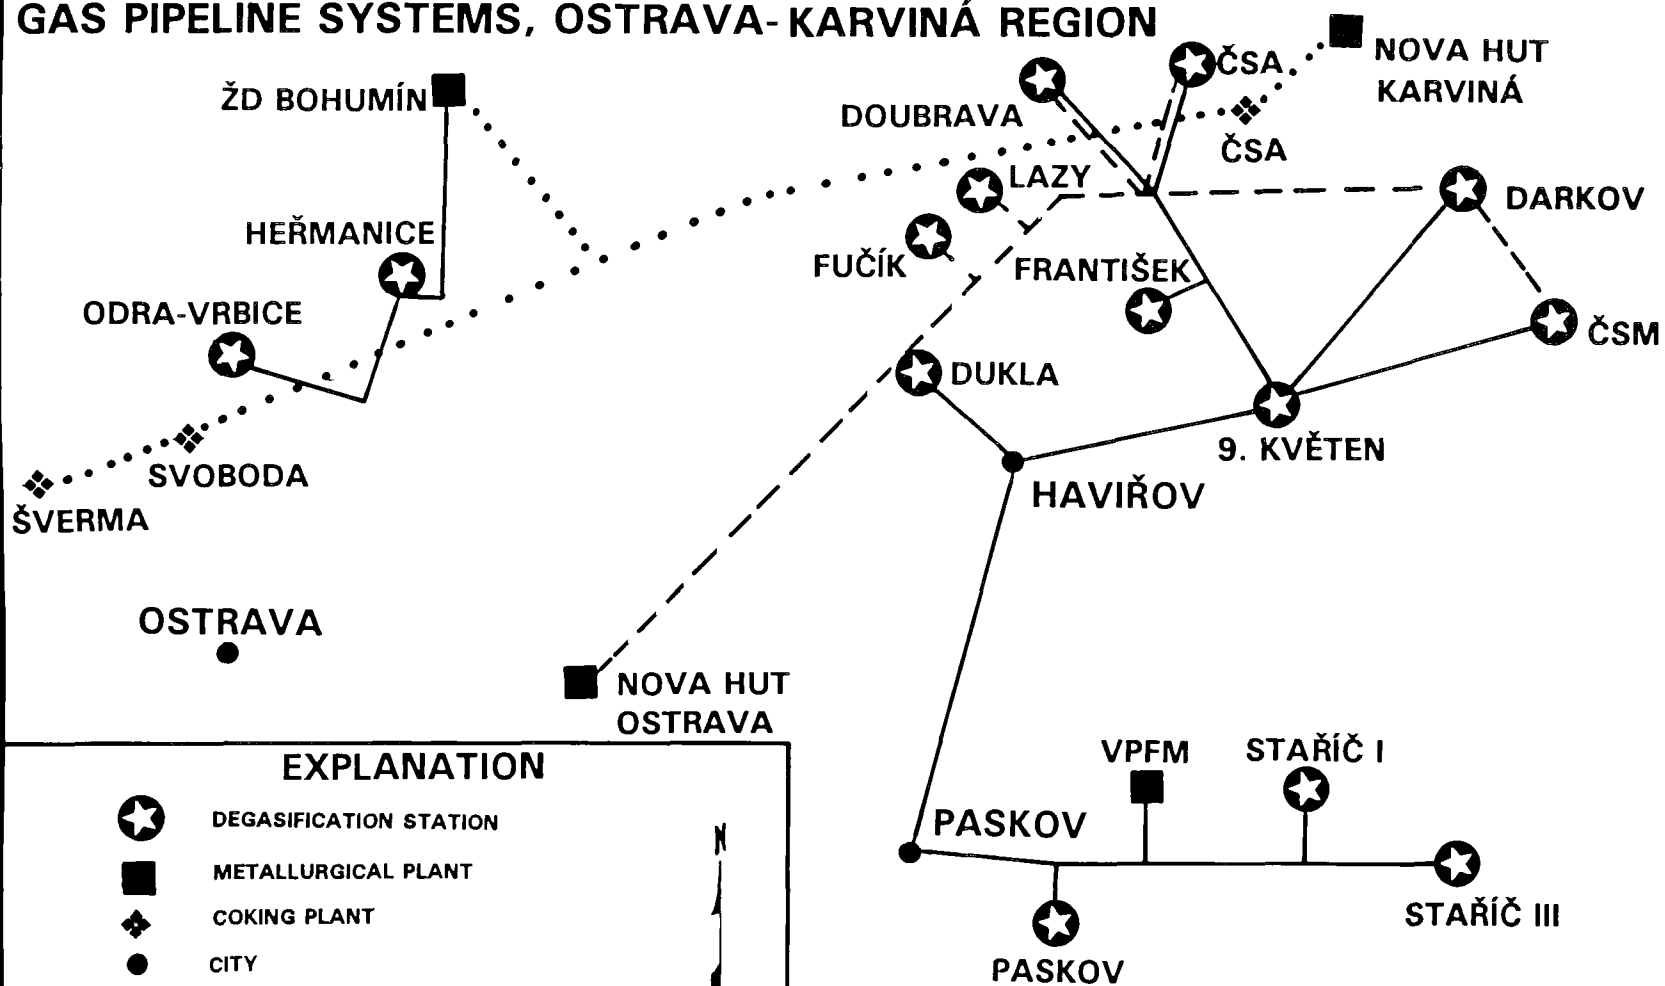 GAS PIPELINE SYSTEMS, OSTRAVA-KARVINÁ REGION
NOVA HUT
KARVINÁ
ŽD BOHUMÍN
DOUBRAVA
ČSA
ČSA
LAZY
DARKOV
HEŘMANICE
FUČÍK
FRANTIŠEK
ODRA-VRBICE
ČSM
DUKLA
9. KVĚTEN
SVOBODA
HAVIŘOV
ŠVERMA
OSTRAVA
NOVA HUT
OSTRAVA
VPFM
STAŘÍČ I
PASKOV
STAŘÍČ III
PASKOV
EXPLANATION
DEGASIFICATION STATION
METALLURGICAL PLANT
COKING PLANT
CITY
N